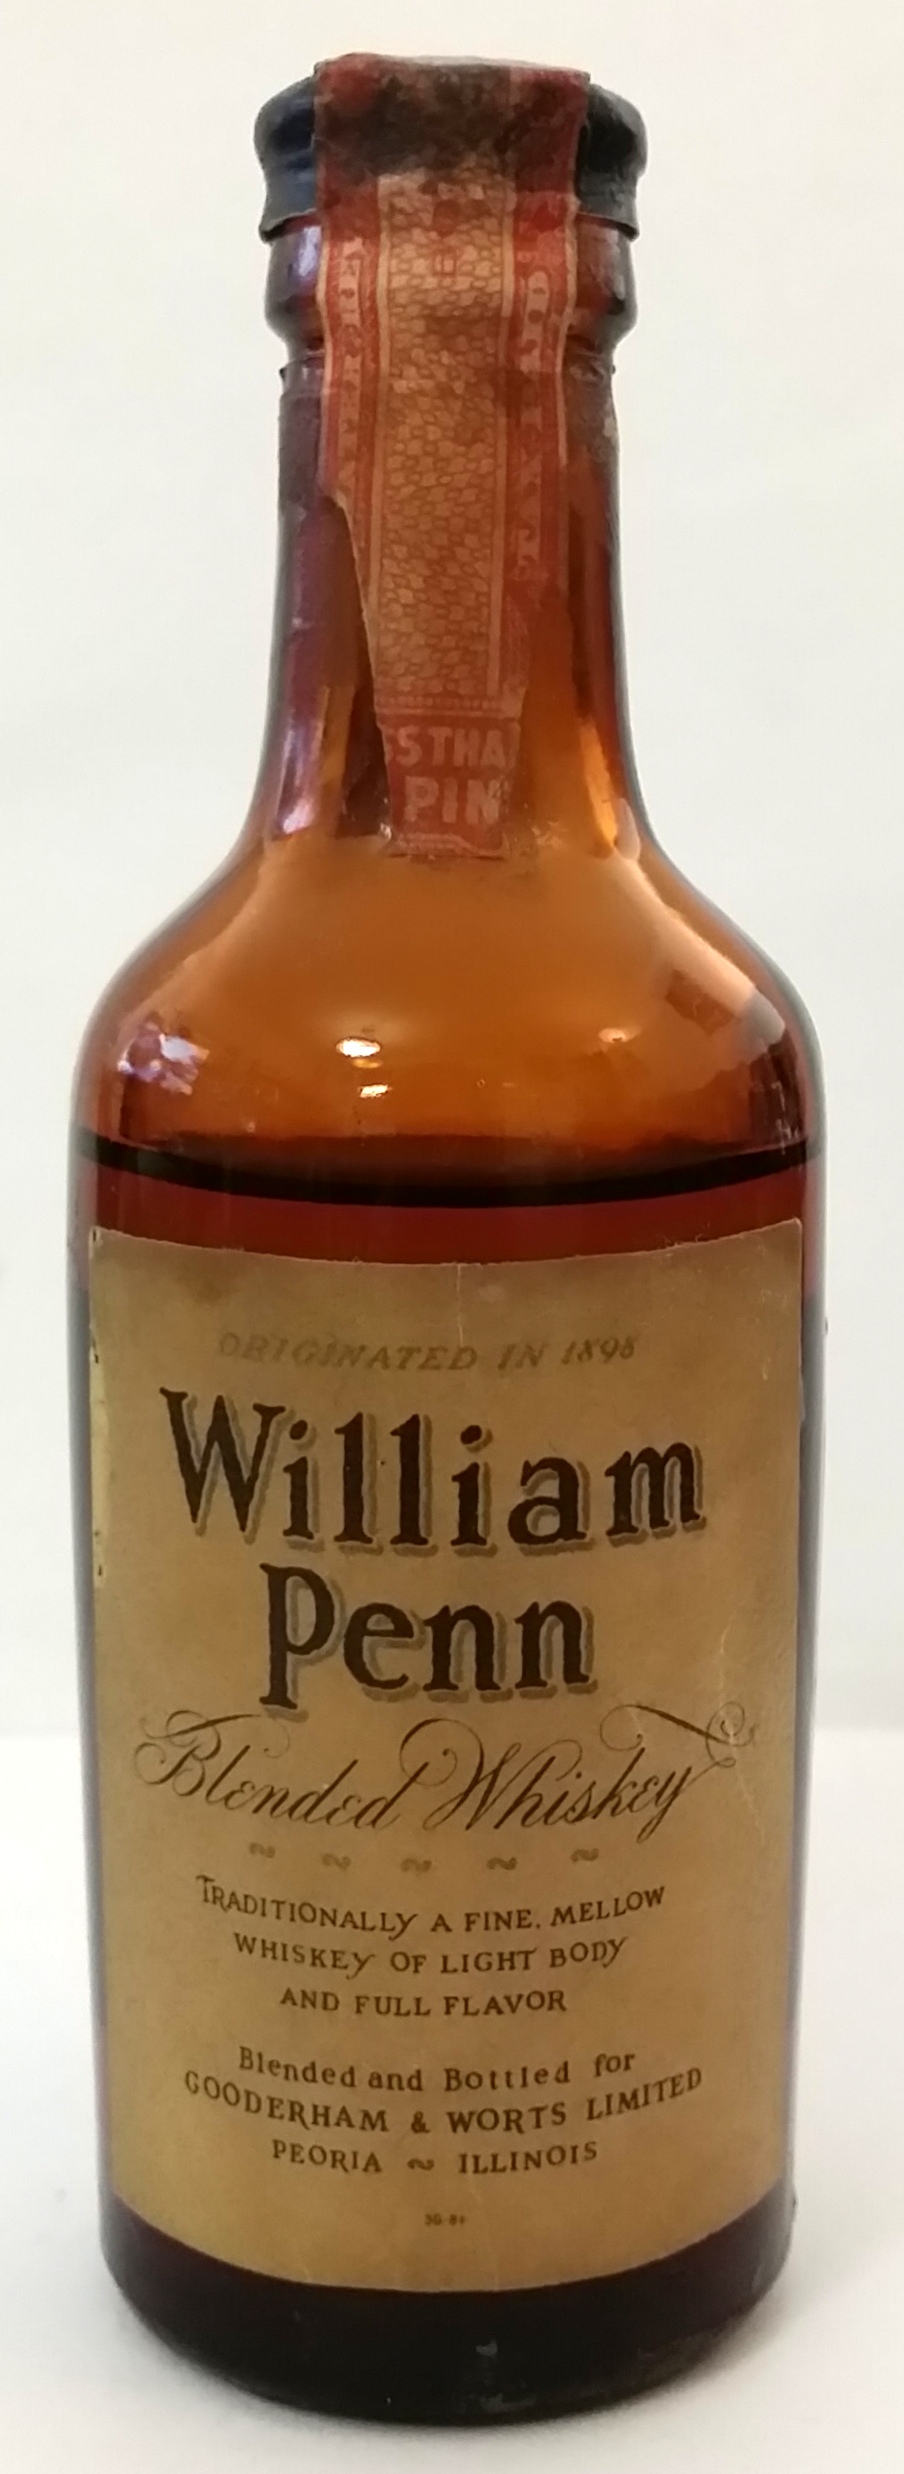 PIN
ORIGINATED IN 1898
William
Penn
Blended Whiskey
TRADITIONALLY A FINE, MELLOW
WHISKEY OF LIGHT BODY
AND FULL FLAVOR
Blended and Bottled for
GOODERHAM & WORTS LIMITED
PEORIA ~ ILLINOIS